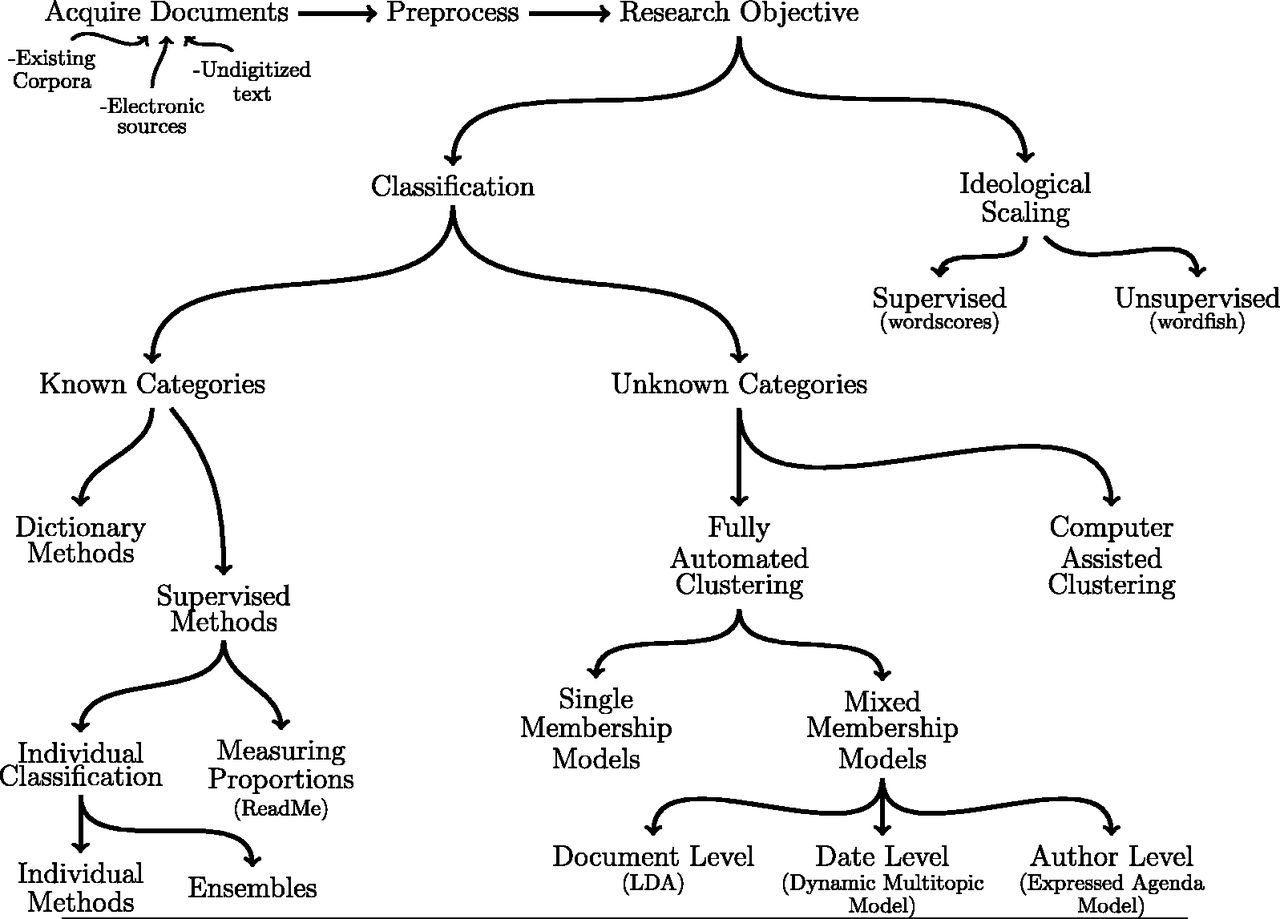 Acquire Documents
Preprocess
Research Objective
-Existing
Corpora
-Electronic
sources
-Undigitized
text
Classification
Ideological
Scaling
Supervised
(wordscores)
Unsupervised
(wordfish)
Known Categories
Unknown Categories
Dictionary
Methods
Supervised
Methods
Fully
Automated
Clustering
Computer
Assisted
Clustering
Individual
Classification
Measuring
Proportions
(ReadMe)
Single
Membership
Models
Mixed
Membership
Models
Individual
Methods
Ensembles
Document Level
(LDA)
Date Level
(Dynamic Multitopic
Model)
Author Level
(Expressed Agenda
Model)